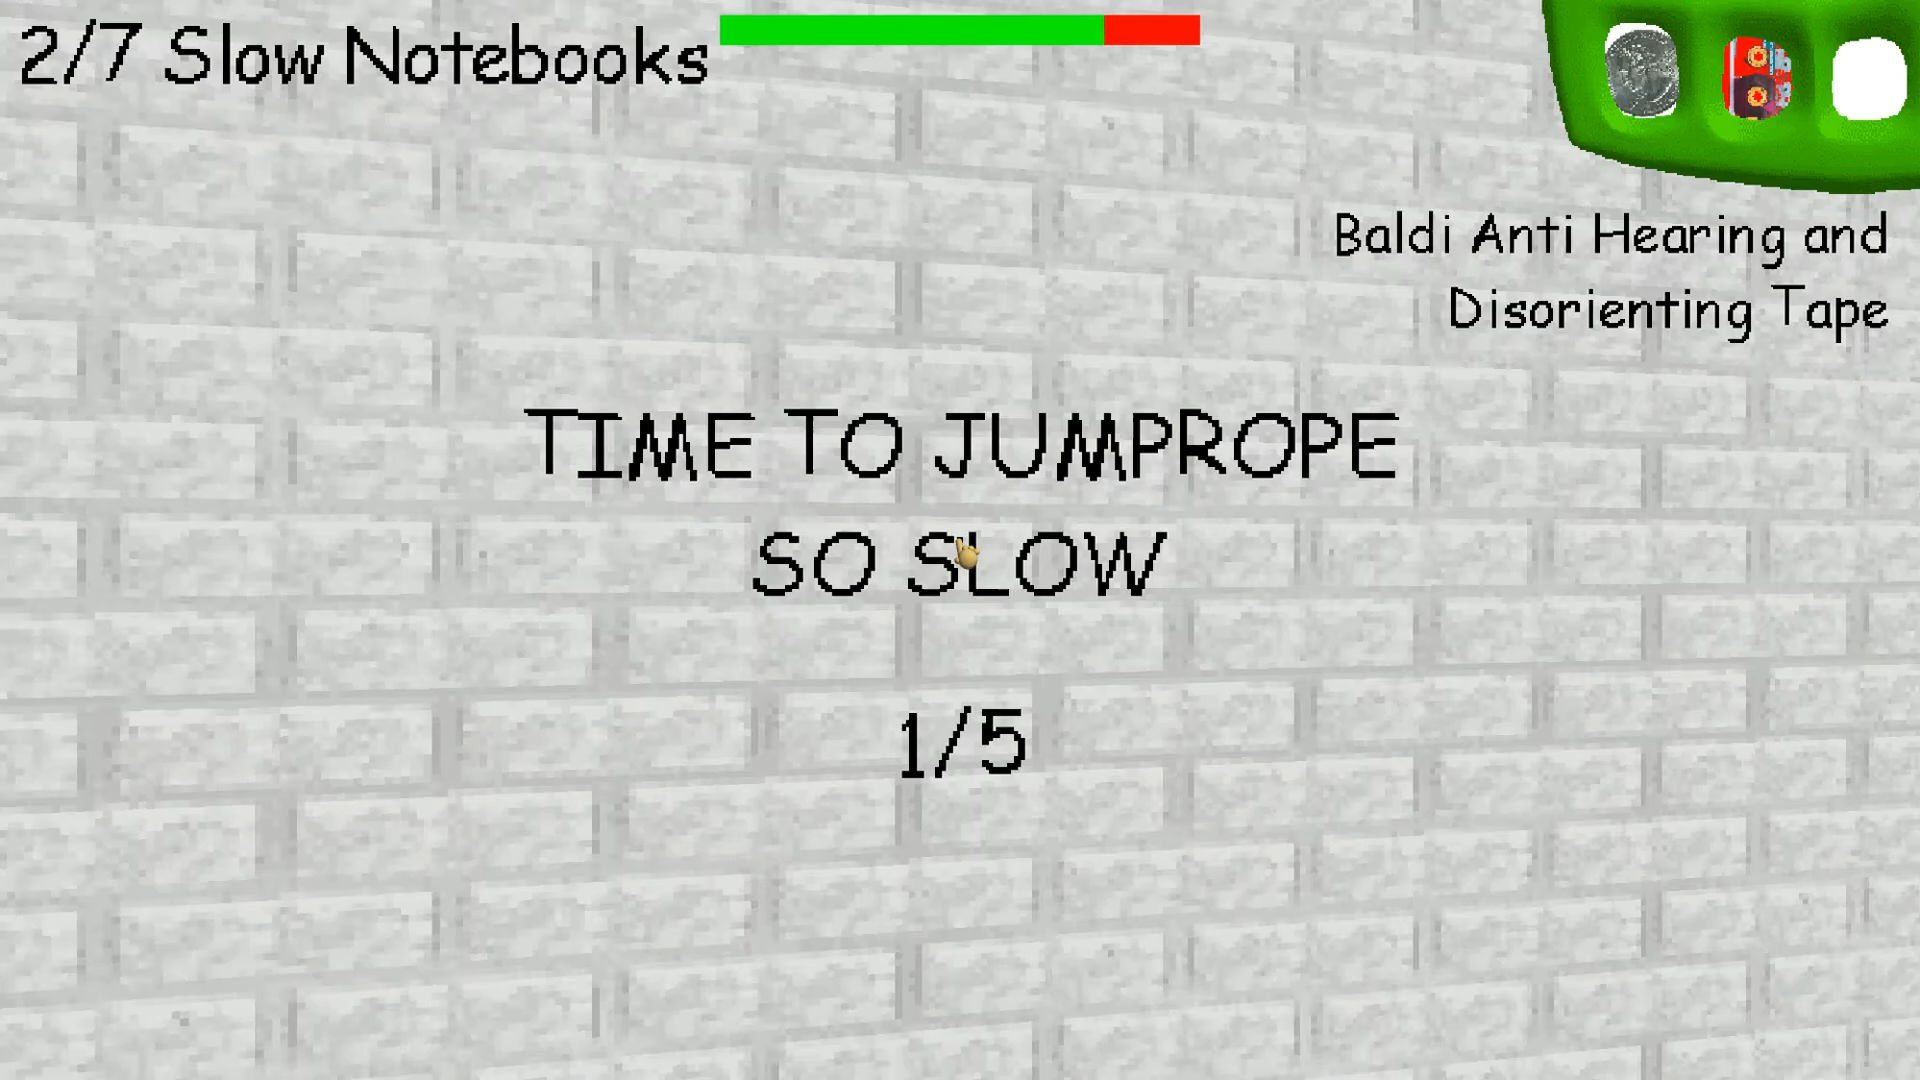 2/7 Slow Notebooks
Baldi Anti Hearing and
Disorienting Tape
TIME TO JUMPROPE
SO SLOW
1/5